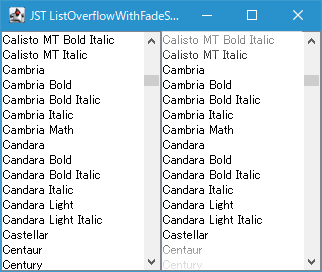 JST ListOverflowWithFadeS...
Calisto MT Bold Italic
Calisto MT Italic
Cambria
Cambria Bold
Cambria Bold Italic
Cambria Italic
Cambria Math
Candara
Candara Bold
Candara Bold Italic
Candara Italic
Candara Light
Candara Light Italic
Castellar
Centaur
Century
Calisto MT Bold Italic
Calisto MT Italic
Cambria
Cambria Bold
Cambria Bold Italic
Cambria Italic
Cambria Math
Candara
Candara Bold
Candara Bold Italic
Candara Italic
Candara Light
Candara Light Italic
Castellar
Centaur
Century